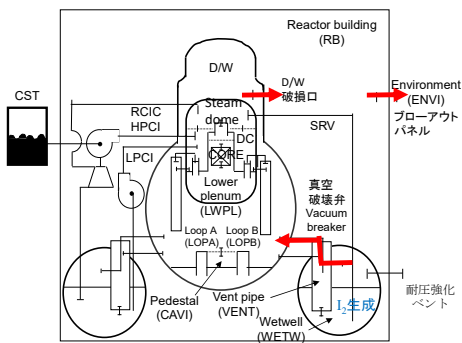 Reactor building
(RB)
D/W
D/W
破損口
Environment
(ENVI)
ブローアウト
パネル
CST
RCIC
HPCI
Steam
dome
SRV
DC
LPCI
CORE
Lower
plenum
(LWPL)
真空
破壊弁
Vacuum
breaker
Loop A
(LOPA)
Loop B
(LOPB)
Pedestal
(CAVI)
Vent pipe
(VENT)
Wetwell
(WETW)
I₂生成
耐圧強化
ベント